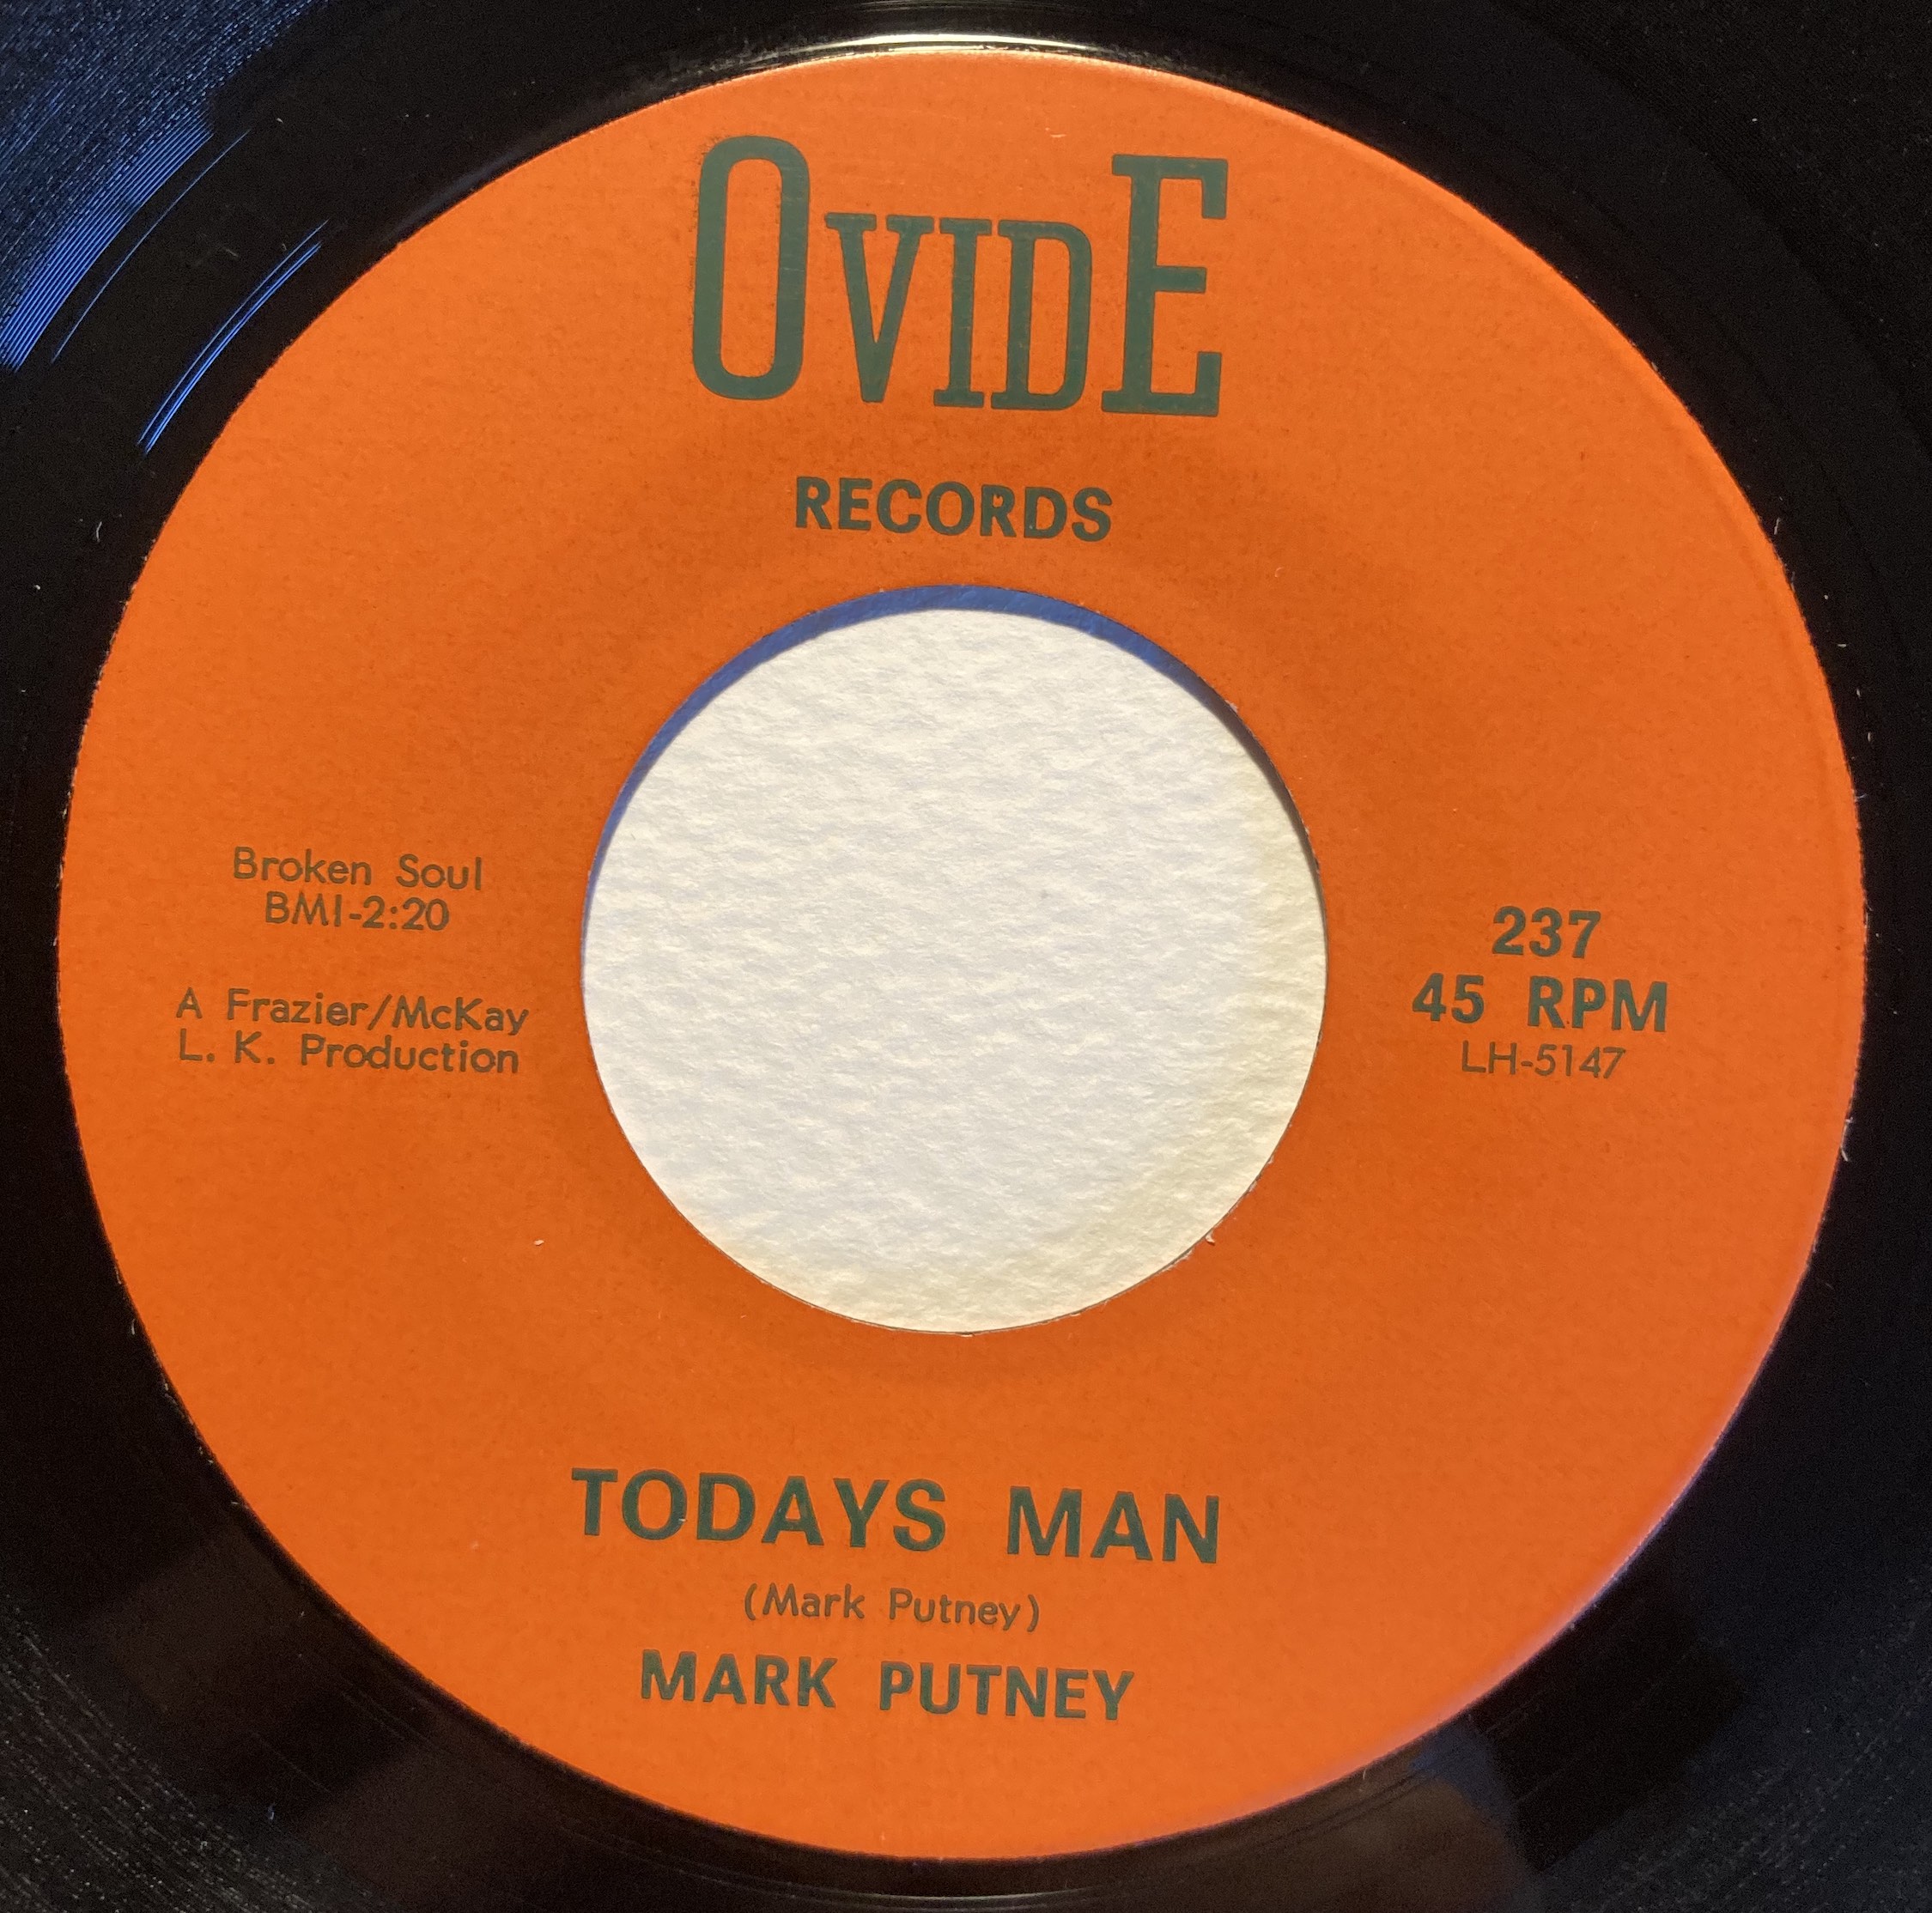 OVIDE
RECORDS
Broken Soul
BMI-2:20
A Frazier/McKay
L. K. Production
237
45 RPM
LH-5147
TODAYS MAN
(Mark Putney)
MARK PUTNEY